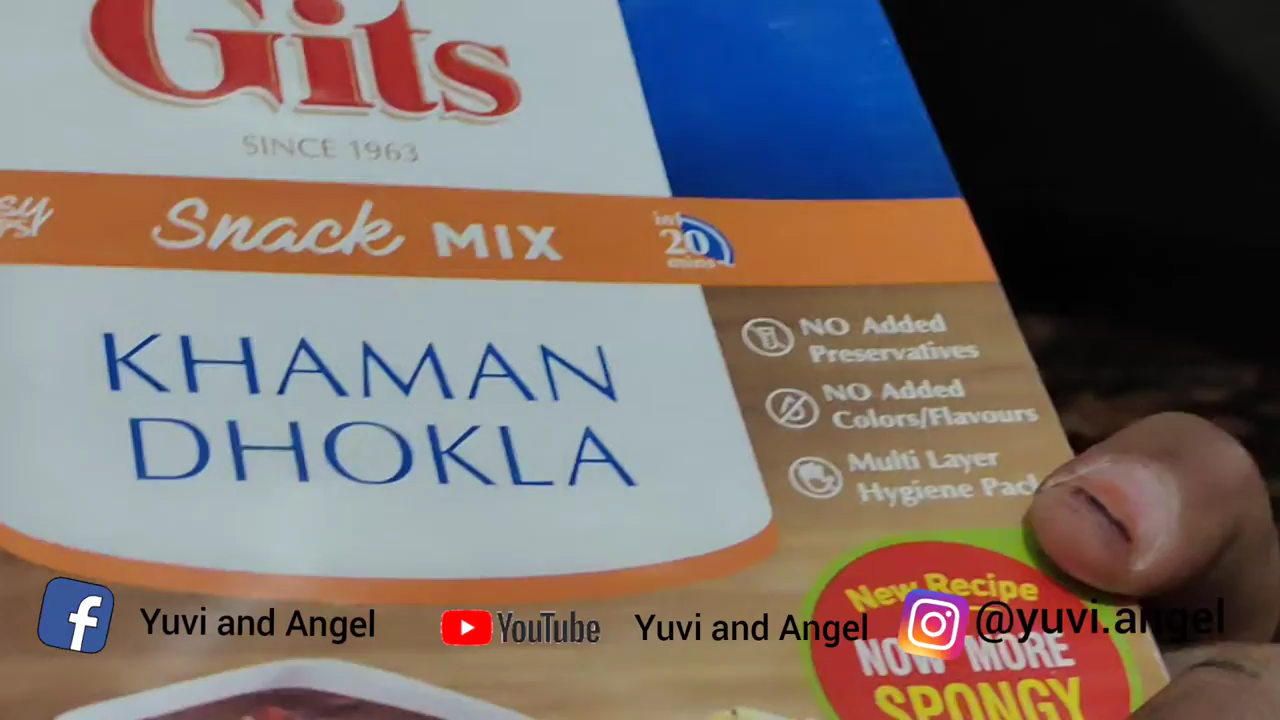 Gits
SINCE 1963
Snack MIX
in
20
mins
KHAMAN
DHOKLA
NO Added
Preservatives
NO Added
Colors/Flavours
Multi Layer
Hygiene Pack
New Recipe
NOW MORE
SPONGY
f Yuvi and Angel
YouTube Yuvi and Angel
@yuvi.angel